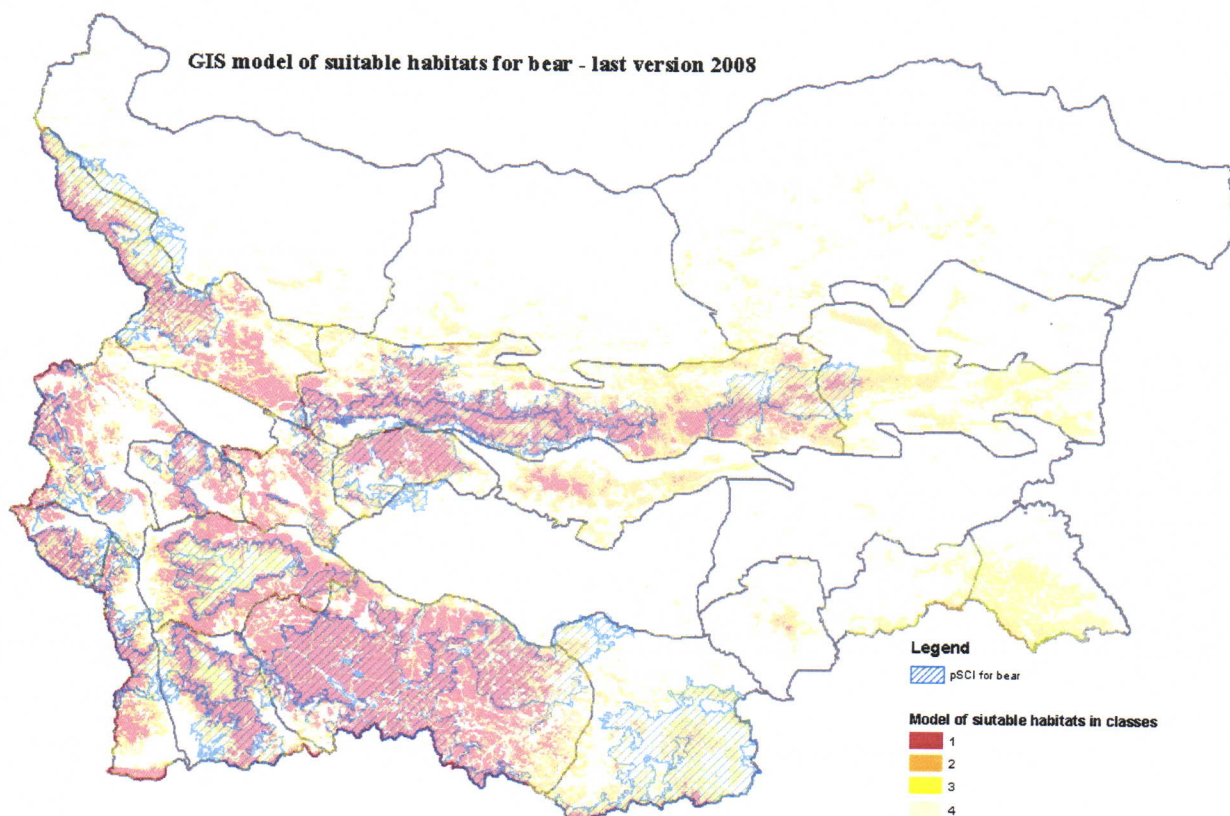 GIS model of suitable habitats for bear - last version 2008
Legend
pSCI for bear
Model of siutable habitats in classes
1
2
3
4